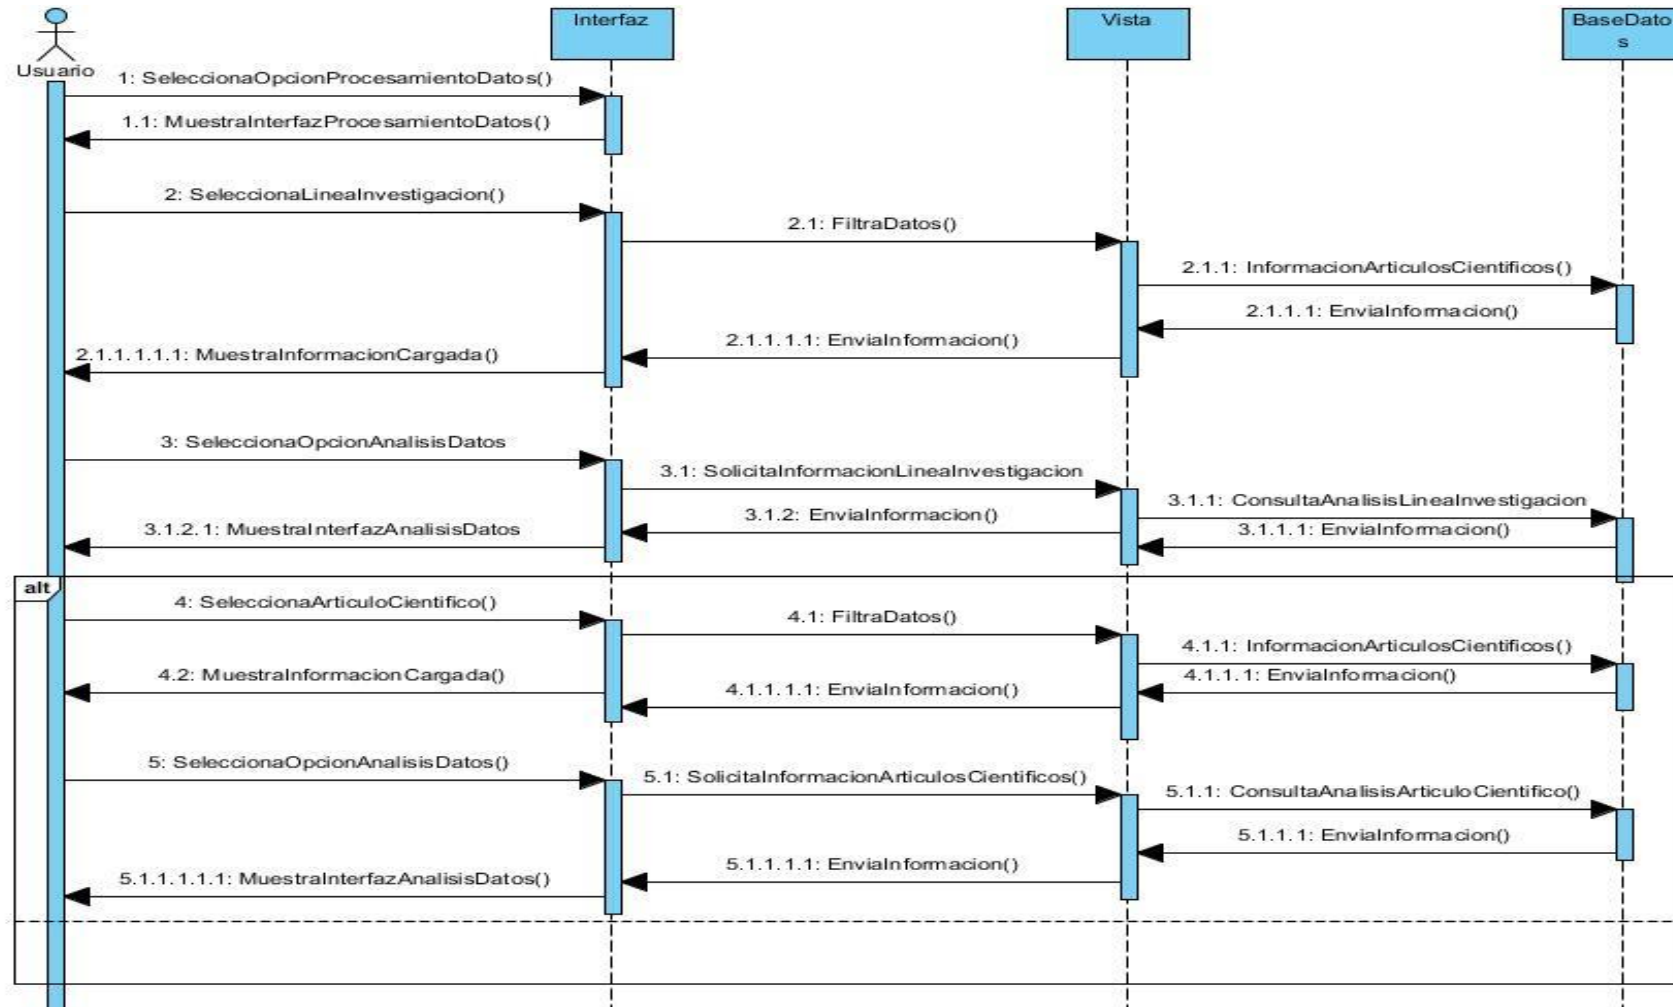 Usuario
Interfaz
Vista
BaseDato
s
1: SeleccionaOpcionProcesamientoDatos()
1.1: MuestraInterfazProcesamientoDatos()
2: SeleccionaLineaInvestigacion()
2.1: FiltraDatos()
2.1.1: InformacionArticulosCientificos()
2.1.1.1: EnviaInformacion()
2.1.1.1.1: EnviaInformacion()
2.1.1.1.1.1: MuestraInformacionCargada()
3: SeleccionaOpcionAnalisisDatos
3.1: SolicitaInformacionLineaInvestigacion
3.1.1: ConsultaAnalisisLineaInvestigacion
3.1.2: EnviaInformacion()
3.1.1.1: EnviaInformacion()
3.1.2.1: MuestraInterfazAnalisisDatos
alt
4: SeleccionaArticuloCientifico()
4.1: FiltraDatos()
4.1.1: InformacionArticulosCientificos()
4.2: MuestraInformacionCargada()
4.1.1.1: EnviaInformacion()
4.1.1.1.1: EnviaInformacion()
5: SeleccionaOpcionAnalisisDatos()
5.1: SolicitaInformacionArticulosCientificos()
5.1.1: ConsultaAnalisisArticuloCientifico()
5.1.1.1: EnviaInformacion()
5.1.1.1.1: EnviaInformacion()
5.1.1.1.1.1: MuestraInterfazAnalisisDatos()